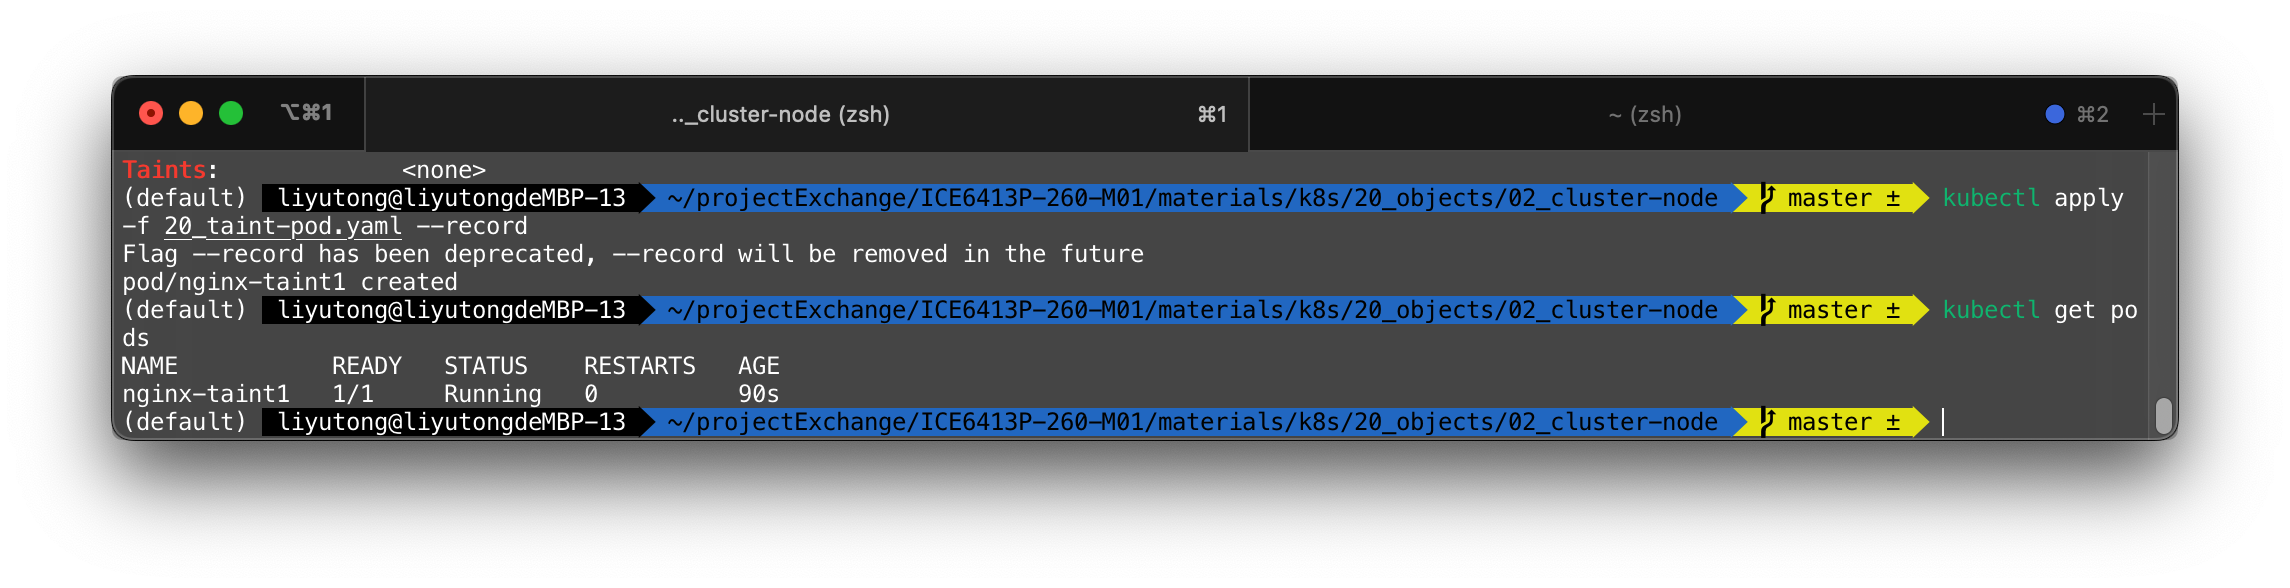 ⌥⌘1 .._cluster-node (zsh) ⌘1 ~ (zsh) ⌘2 +
Taints: <none>
(default) liyutong@liyutongdeMBP-13 ~/projectExchange/ICE6413P-260-M01/materials/k8s/20_objects/02_cluster-node master ± kubectl apply
-f 20_taint-pod.yaml --record
Flag --record has been deprecated, --record will be removed in the future
pod/nginx-taint1 created
(default) liyutong@liyutongdeMBP-13 ~/projectExchange/ICE6413P-260-M01/materials/k8s/20_objects/02_cluster-node master ± kubectl get po
ds
NAME READY STATUS RESTARTS AGE
nginx-taint1 1/1 Running 0 90s
(default) liyutong@liyutongdeMBP-13 ~/projectExchange/ICE6413P-260-M01/materials/k8s/20_objects/02_cluster-node master ±